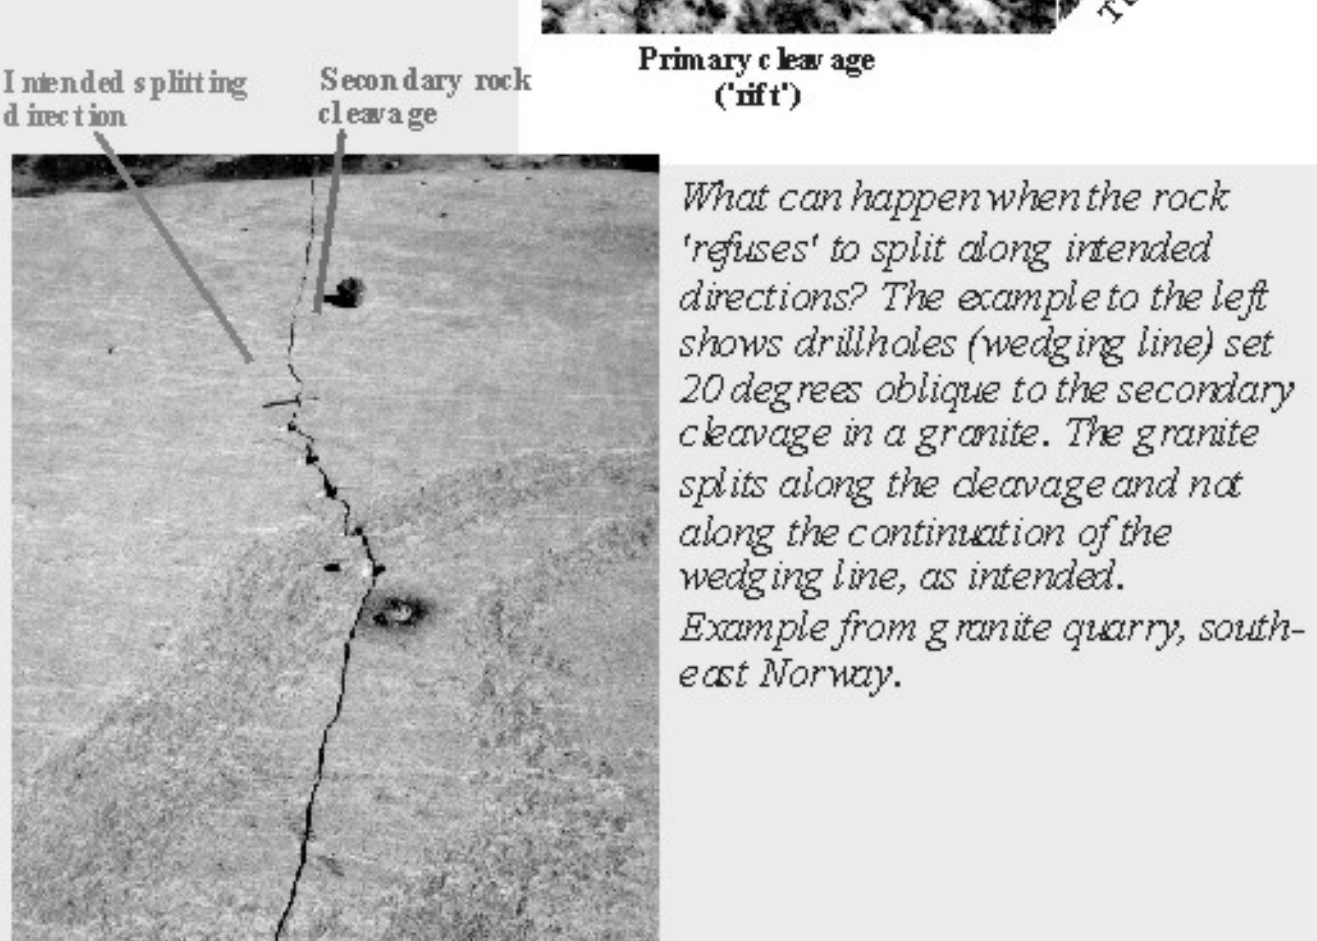 Primary cleavage
('rift')
Intended splitting
direction
Secondary rock
cleavage
What can happen when the rock
'refuses' to split along intended
directions? The example to the left
shows drillholes (wedging line) set
20 degrees oblique to the secondary
cleavage in a granite. The granite
splits along the cleavage and not
along the continuation of the
wedging line, as intended.
Example from granite quarry, south-
east Norway.